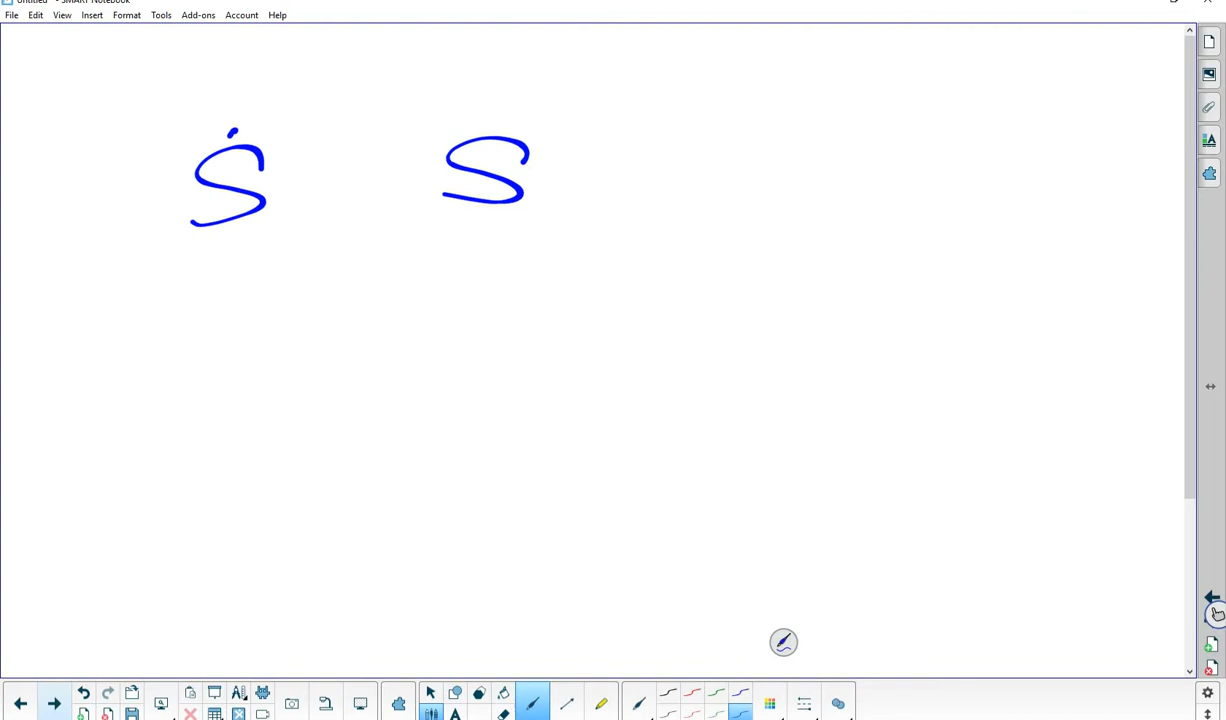 Untitled * - SMART Notebook
File Edit View Insert Format Tools Add-ons Account Help
Ṡ S